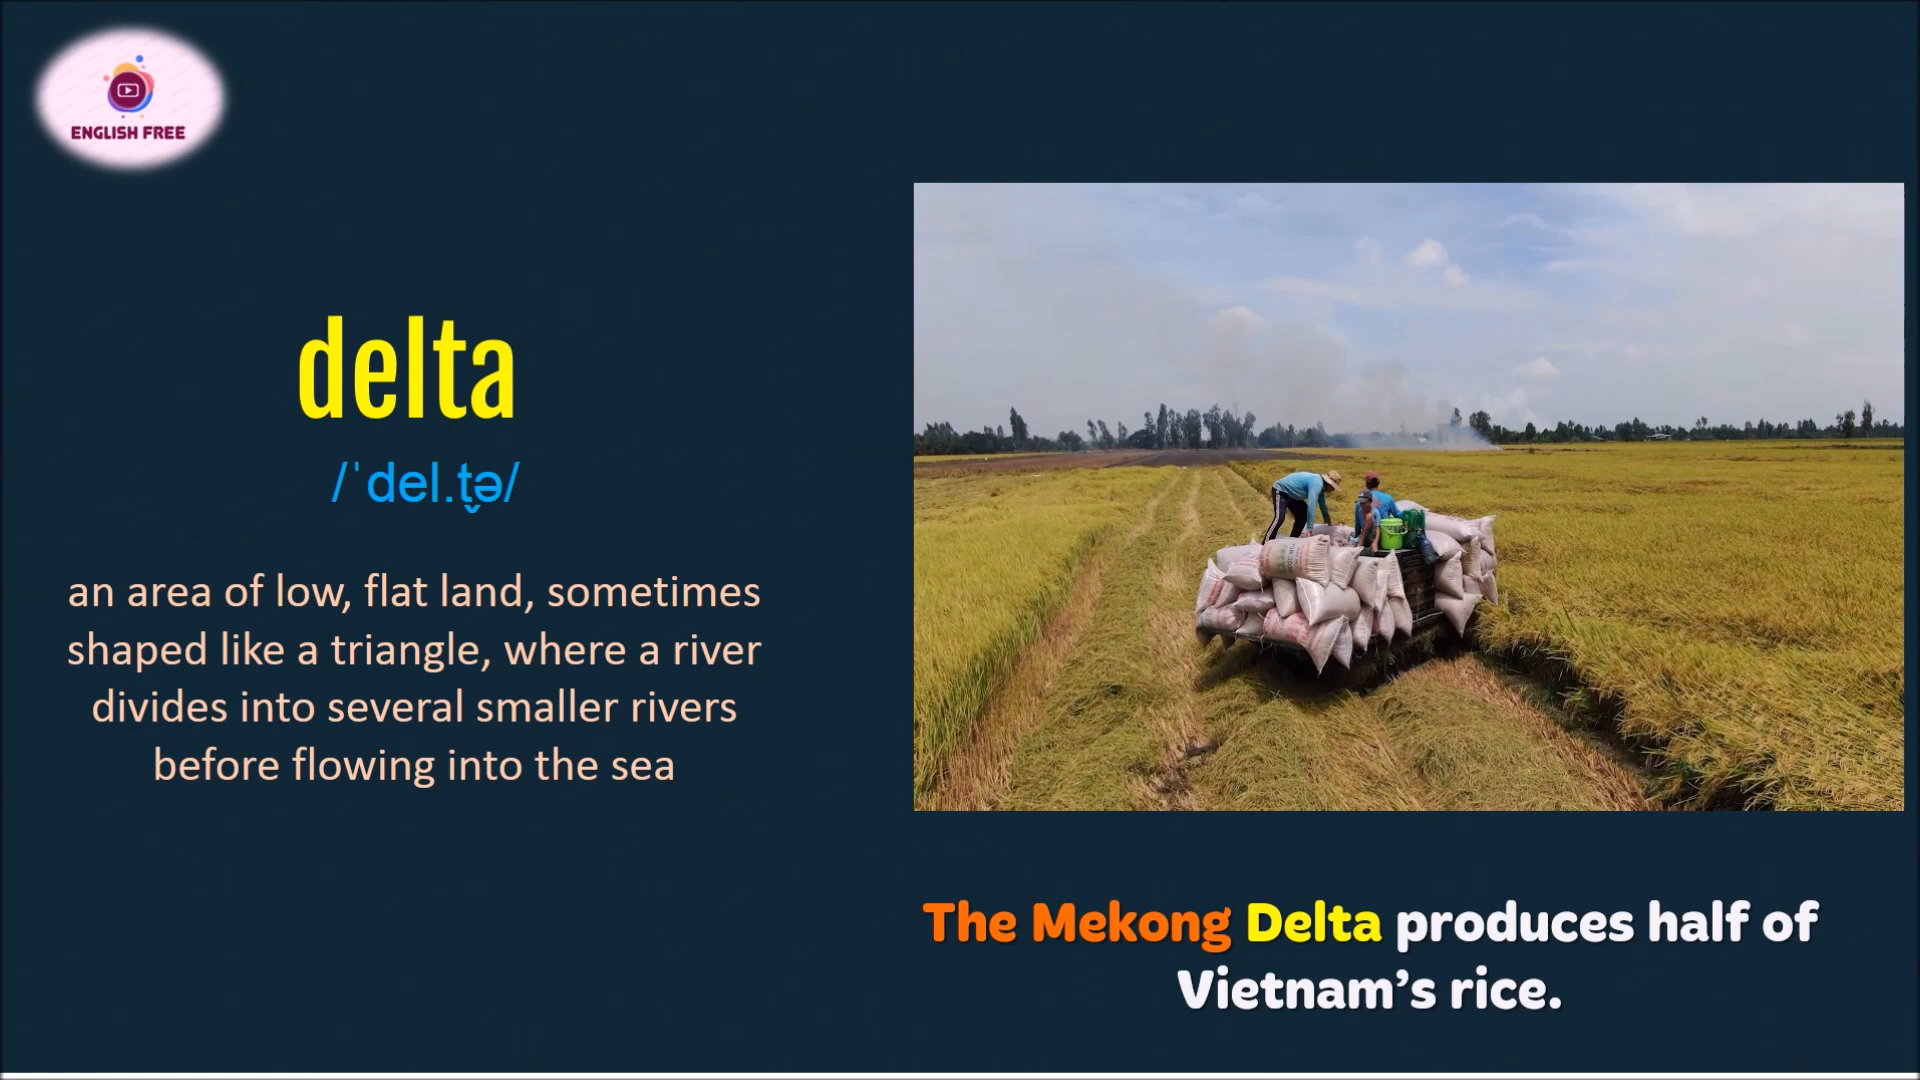 ENGLISH FREE
delta
/ˈdel.t̬ə/
an area of low, flat land, sometimes
shaped like a triangle, where a river
divides into several smaller rivers
before flowing into the sea
The Mekong Delta produces half of
Vietnam’s rice.